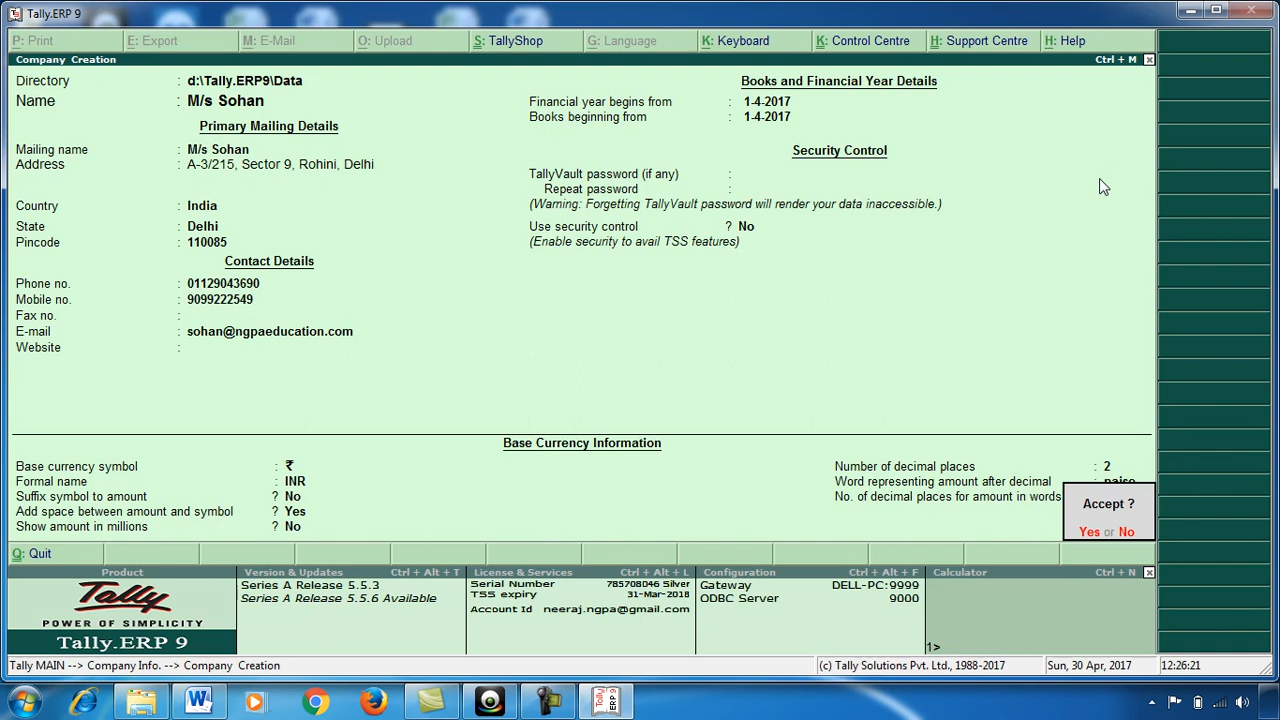 Tally.ERP 9
P: Print E: Export M: E-Mail O: Upload S: TallyShop G: Language K: Keyboard K: Control Centre H: Support Centre H: Help
Company Creation Ctrl + M
Directory : d:\Tally.ERP9\Data
Name : M/s Sohan
Primary Mailing Details
Mailing name : M/s Sohan
Address : A-3/215, Sector 9, Rohini, Delhi
Country : India
State : Delhi
Pincode : 110085
Contact Details
Phone no. : 01129043690
Mobile no. : 9099222549
Fax no. :
E-mail : sohan@ngpaeducation.com
Website :
Books and Financial Year Details
Financial year begins from : 1-4-2017
Books beginning from : 1-4-2017
Security Control
TallyVault password (if any) :
Repeat password :
(Warning: Forgetting TallyVault password will render your data inaccessible.)
Use security control ? No
(Enable security to avail TSS features)
Base Currency Information
Base currency symbol : ₹
Formal name : INR
Suffix symbol to amount ? No
Add space between amount and symbol ? Yes
Show amount in millions ? No
Number of decimal places : 2
Word representing amount after decimal : paise
No. of decimal places for amount in words
Accept ?
Yes or No
Q: Quit
Product
Tally
POWER OF SIMPLICITY
Tally.ERP 9
Version & Updates Ctrl + Alt + T
Series A Release 5.5.3
Series A Release 5.5.6 Available
License & Services Ctrl + Alt + L
Serial Number 785708046 Silver
TSS expiry 31-Mar-2018
Account Id neeraj.ngpa@gmail.com
Configuration Ctrl + Alt + F
Gateway DELL-PC:9999
ODBC Server 9000
Calculator Ctrl + N
1>
Tally MAIN --> Company Info. --> Company Creation (c) Tally Solutions Pvt. Ltd., 1988-2017 Sun, 30 Apr, 2017 12:26:21
Tally ERP 9